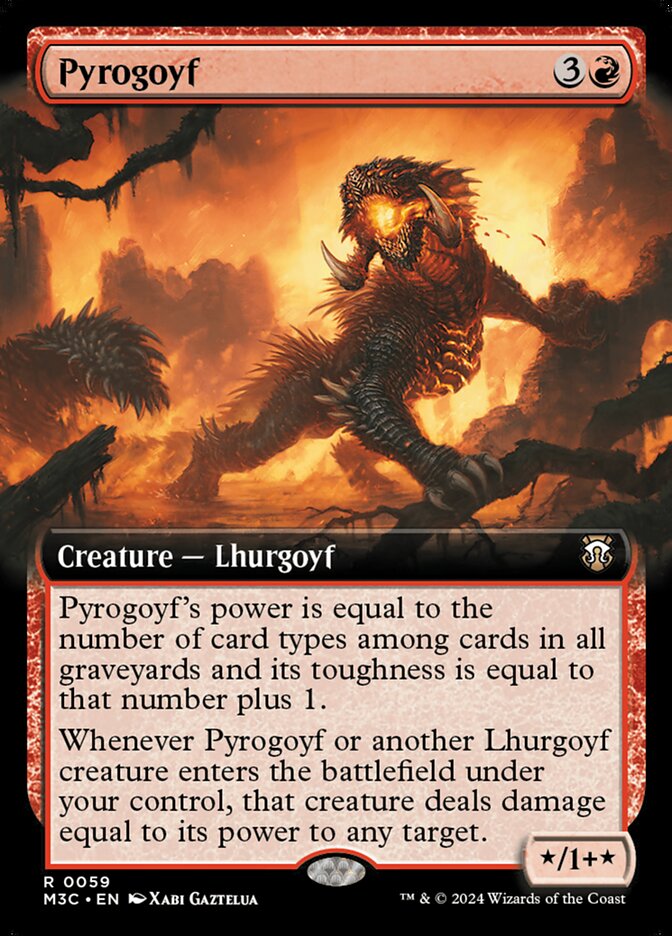 Pyrogoyf 3
Creature — Lhurgoyf
Pyrogoyf's power is equal to the
number of card types among cards in all
graveyards and its toughness is equal to
that number plus 1.
Whenever Pyrogoyf or another Lhurgoyf
creature enters the battlefield under
your control, that creature deals damage
equal to its power to any target.
★/1+★
R 0059
M3C • EN Xabi Gaztelua
™ & © 2024 Wizards of the Coast